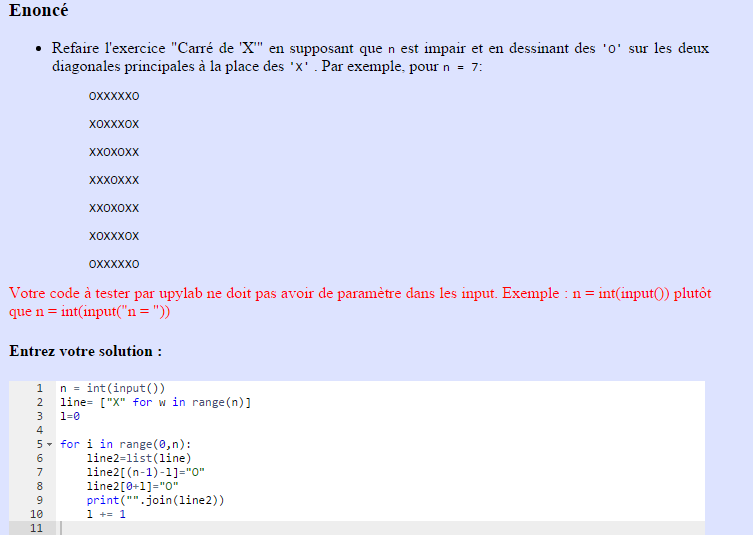 Enoncé
• Refaire l'exercice "Carré de 'X'" en supposant que n est impair et en dessinant des 'O' sur les deux
diagonales principales à la place des 'X' . Par exemple, pour n = 7:
OXXXXXO
XOXXXOX
XXOXOXX
XXXOXXX
XXOXOXX
XOXXXOX
OXXXXXO
Votre code à tester par upylab ne doit pas avoir de paramètre dans les input. Exemple : n = int(input()) plutôt
que n = int(input("n = "))
Entrez votre solution :
1 n = int(input())
2 line= ["X" for w in range(n)]
3 l=0
4
5 for i in range(0,n):
6 line2=list(line)
7 line2[(n-1)-l]="O"
8 line2[0+l]="O"
9 print("".join(line2))
10 l += 1
11